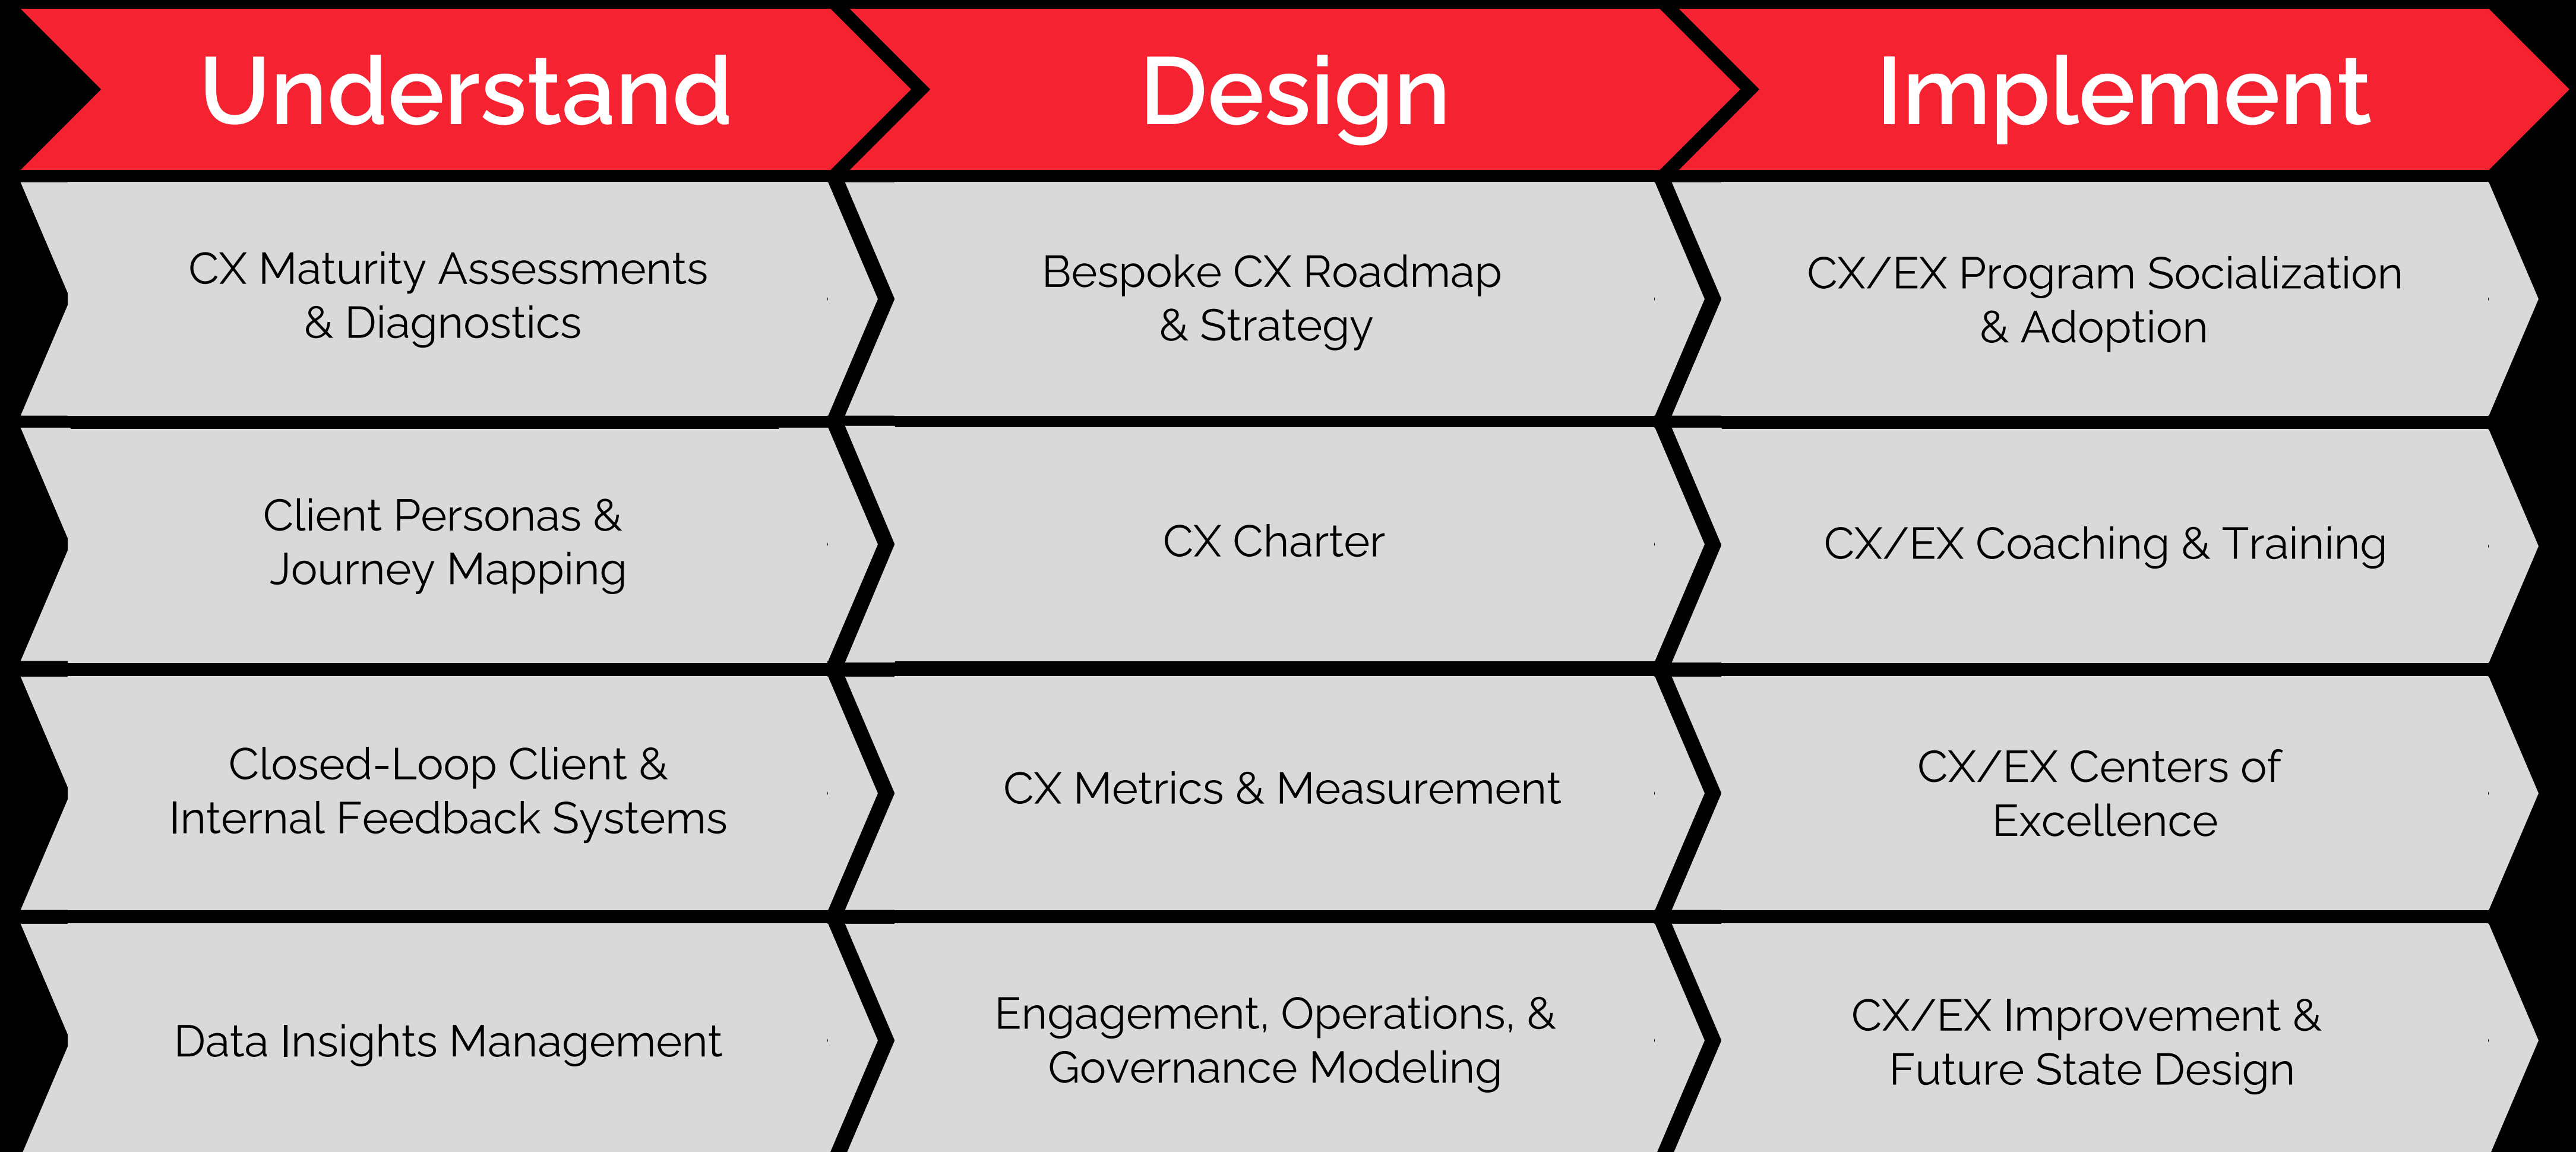 Understand
Design
Implement
CX Maturity Assessments
& Diagnostics
Bespoke CX Roadmap
& Strategy
CX/EX Program Socialization
& Adoption
Client Personas &
Journey Mapping
CX Charter
CX/EX Coaching & Training
Closed-Loop Client &
Internal Feedback Systems
CX Metrics & Measurement
CX/EX Centers of
Excellence
Data Insights Management
Engagement, Operations, &
Governance Modeling
CX/EX Improvement &
Future State Design